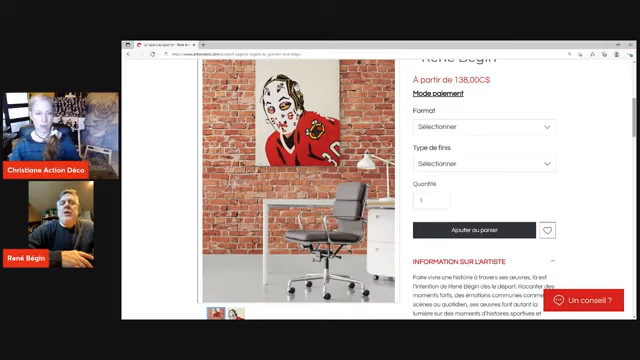 René Bégin
À partir de 138,00C$
Mode paiement
Format
Sélectionner
Type de finis
Sélectionner
Quantité
1
Ajouter au panier
INFORMATION SUR L'ARTISTE
Faire vivre une histoire à travers ses œuvres, là est
l'intention de René Bégin dès le départ. Raconter des
moments forts, des émotions communes comme
scènes au quotidien, ses œuvres font autant la
lumière sur des moments d'histoires sportives et
Un conseil ?
Christiane Action Déco
René Bégin